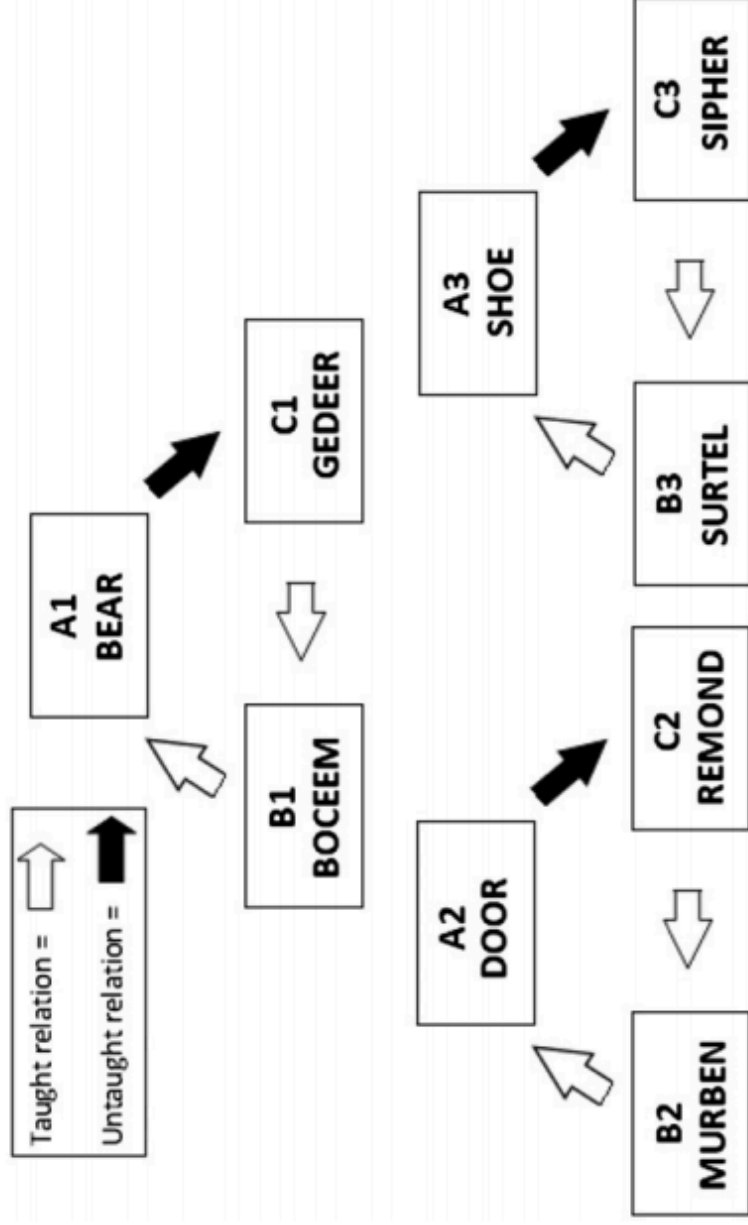 Taught relation =
Untaught relation =
A1
BEAR
B1
BOCEEM
C1
GEDEER
A2
DOOR
B2
MURBEN
C2
REMOND
A3
SHOE
B3
SURTEL
C3
SIPHER